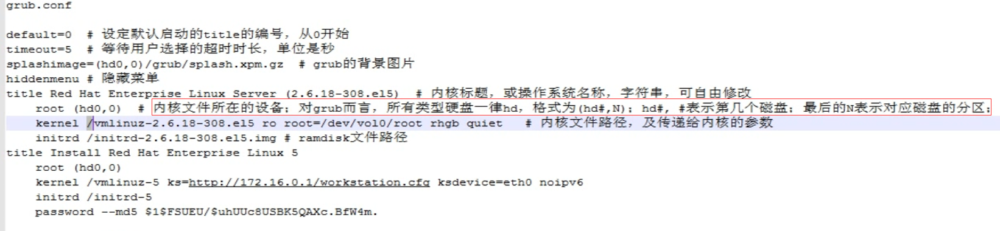 grub.conf
default=0  # 设定默认启动的title的编号，从0开始
timeout=5  # 等待用户选择的超时时长，单位是秒
splashimage=(hd0,0)/grub/splash.xpm.gz  # grub的背景图片
hiddenmenu # 隐藏菜单
title Red Hat Enterprise Linux Server (2.6.18-308.el5)  # 内核标题，或操作系统名称，字符串，可自由修改
root (hd0,0)  # 内核文件所在的设备；对grub而言，所有类型硬盘一律hd，格式为(hd#,N)；hd#, #表示第几个磁盘；最后的N表示对应磁盘的分区；
kernel /vmlinuz-2.6.18-308.el5 ro root=/dev/vol0/root rhgb quiet   # 内核文件路径，及传递给内核的参数
initrd /initrd-2.6.18-308.el5.img # ramdisk文件路径
title Install Red Hat Enterprise Linux 5
root (hd0,0)
kernel /vmlinuz-5 ks=http://172.16.0.1/workstation.cfg ksdevice=eth0 noipv6
initrd /initrd-5
password --md5 $1$FSUEU/$uhUUc8USBK5QAXc.BfW4m.